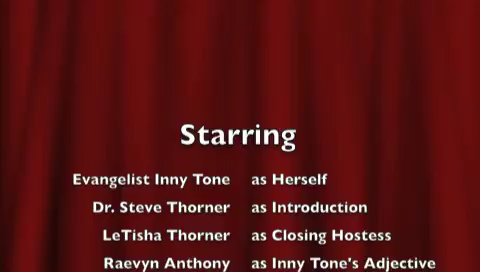 Starring
Evangelist Inny Tone as Herself
Dr. Steve Thorner as Introduction
LeTisha Thorner as Closing Hostess
Raevyn Anthony as Inny Tone's Adjective